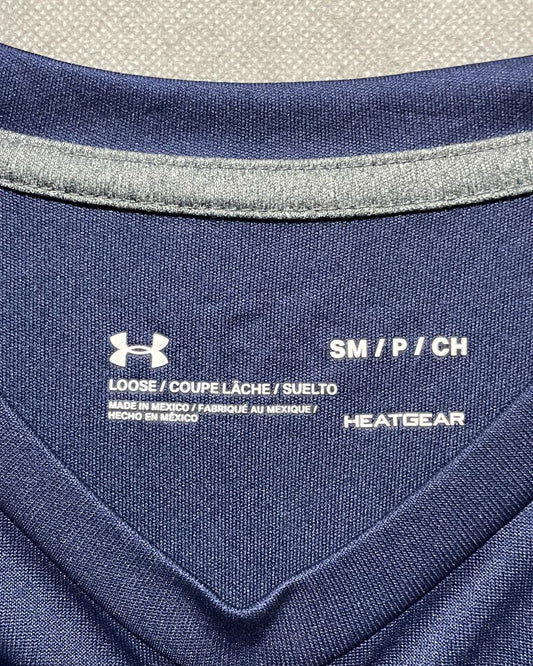 SM / P / CH
LOOSE / COUPE LÂCHE / SUELTO
MADE IN MEXICO / FABRIQUÉ AU MEXIQUE /
HECHO EN MÉXICO
HEATGEAR